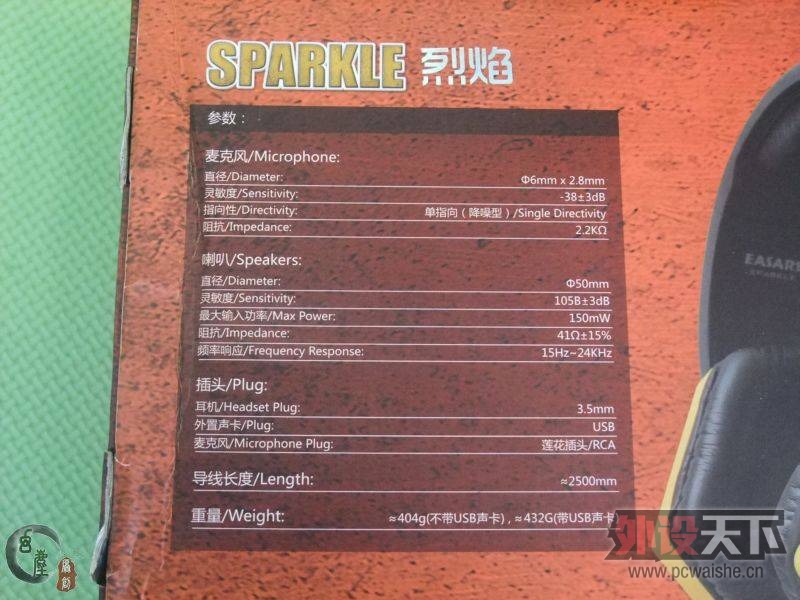 SPARKLE 烈焰
参数：
麦克风/Microphone:
直径/Diameter: Φ6mm x 2.8mm
灵敏度/Sensitivity: -38±3dB
指向性/Directivity: 单指向（降噪型）/Single Directivity
阻抗/Impedance: 2.2KΩ
喇叭/Speakers:
直径/Diameter: Φ50mm
灵敏度/Sensitivity: 105B±3dB
最大输入功率/Max Power: 150mW
阻抗/Impedance: 41Ω±15%
频率响应/Frequency Response: 15Hz~24KHz
插头/Plug:
耳机/Headset Plug: 3.5mm
外置声卡/Plug: USB
麦克风/Microphone Plug: 莲花插头/RCA
导线长度/Length: ≈2500mm
重量/Weight: ≈404g(不带USB声卡)，≈432G(带USB声卡
EASARS
外设天下
www.pcwaishe.cn